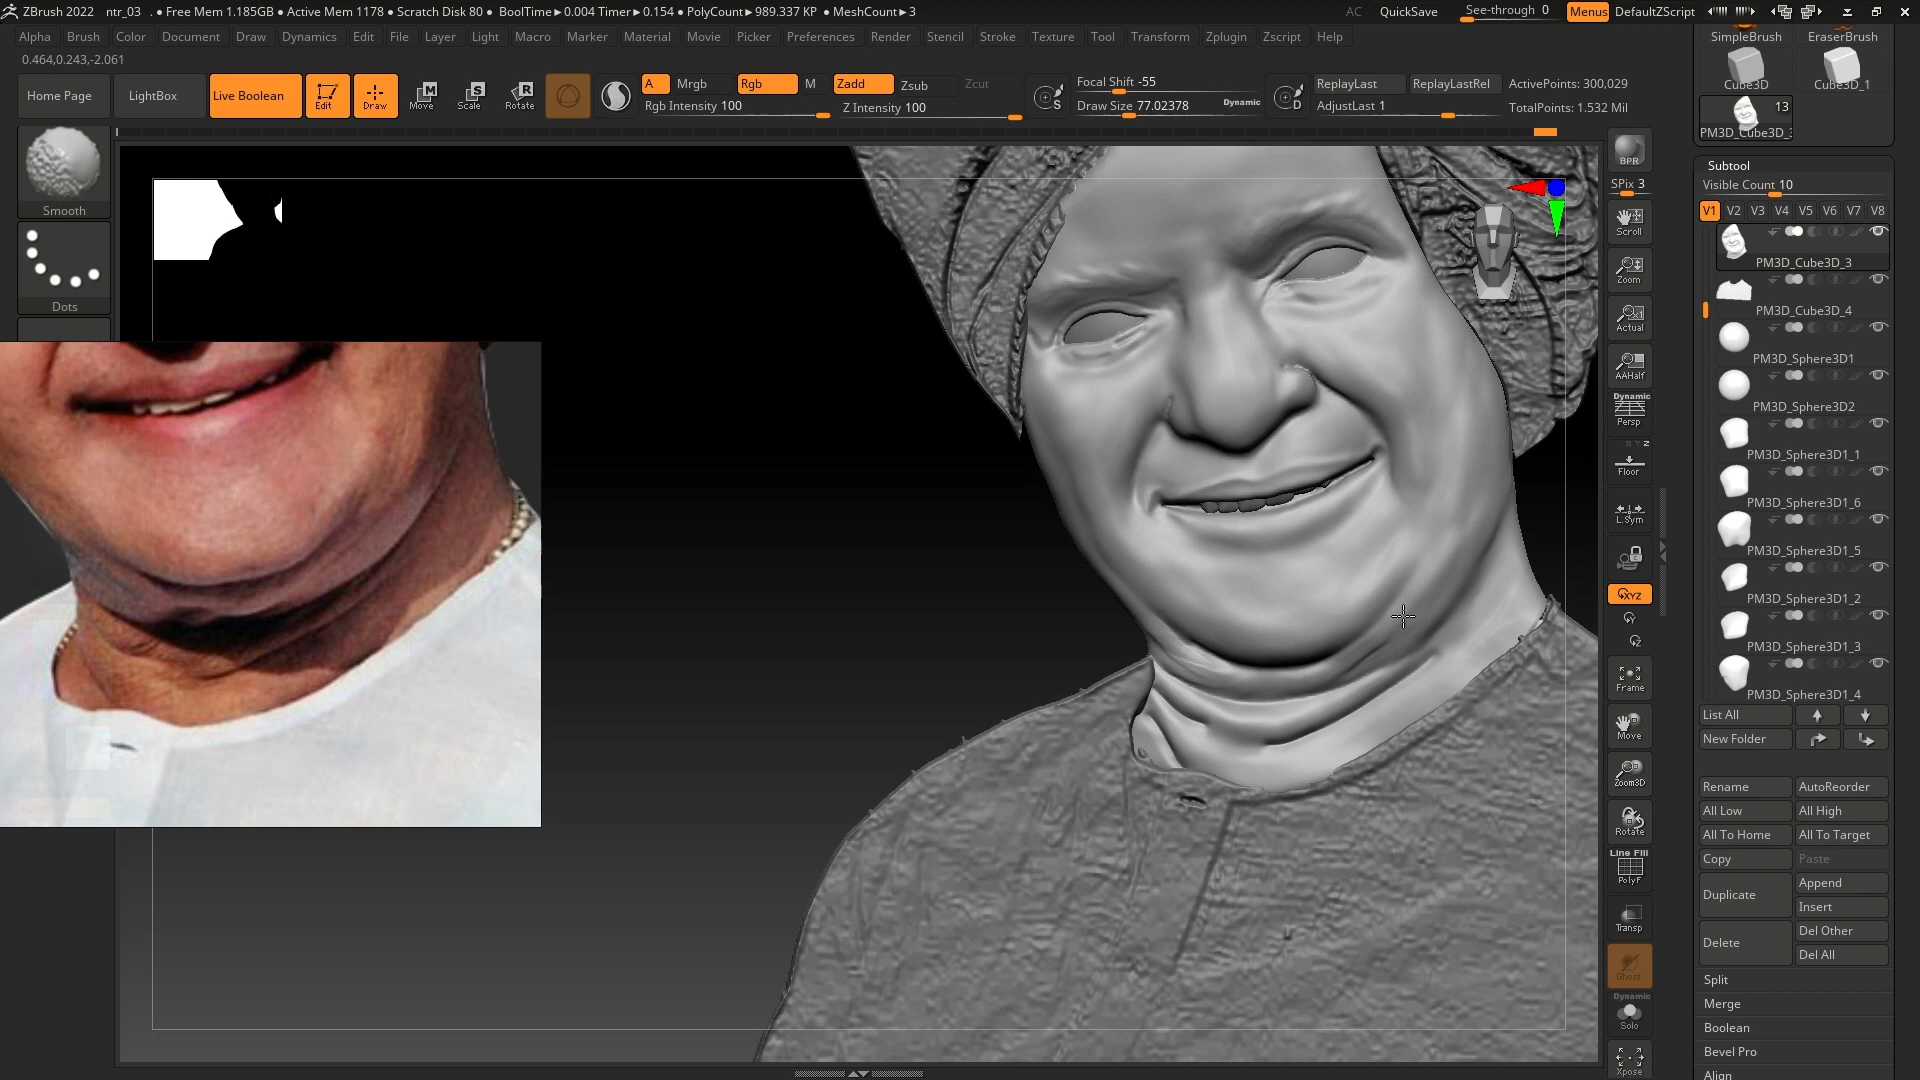 ZBrush 2022 ntr_03 . ● Free Mem 1.185GB ● Active Mem 1178 ● Scratch Disk 80 ● BoolTime►0.004 Timer►0.154 ● PolyCount►989.337 KP ● MeshCount►3 AC QuickSave See-through 0 Menus DefaultZScript
Alpha Brush Color Document Draw Dynamics Edit File Layer Light Macro Marker Material Movie Picker Preferences Render Stencil Stroke Texture Tool Transform Zplugin Zscript Help
0.464,0.243,-2.061
Home Page LightBox Live Boolean Edit Draw Move Scale Rotate
M S R
A Mrgb Rgb M Zadd Zsub Zcut
Rgb Intensity 100 Z Intensity 100
S Focal Shift -55
Draw Size 77.02378 Dynamic
D ReplayLast ReplayLastRel ActivePoints: 300,029
AdjustLast 1 TotalPoints: 1.532 Mil
Smooth
Dots
BPR
SPix 3
Scroll
Zoom
Actual
AAHalf
Dynamic
Persp
Floor
L.Sym
XYZ
Y
Z
Frame
Move
Zoom3D
Rotate
Line Fill
PolyF
Transp
Ghost
Dynamic
Solo
Xpose
SimpleBrush EraserBrush
Cube3D Cube3D_1
13
PM3D_Cube3D_3
Subtool
Visible Count 10
V1 V2 V3 V4 V5 V6 V7 V8
PM3D_Cube3D_3
PM3D_Cube3D_4
PM3D_Sphere3D1
PM3D_Sphere3D2
PM3D_Sphere3D1_1
PM3D_Sphere3D1_6
PM3D_Sphere3D1_5
PM3D_Sphere3D1_2
PM3D_Sphere3D1_3
PM3D_Sphere3D1_4
List All
New Folder
Rename AutoReorder
All Low All High
All To Home All To Target
Copy Paste
Duplicate Append
Insert
Delete Del Other
Del All
Split
Merge
Boolean
Bevel Pro
Align